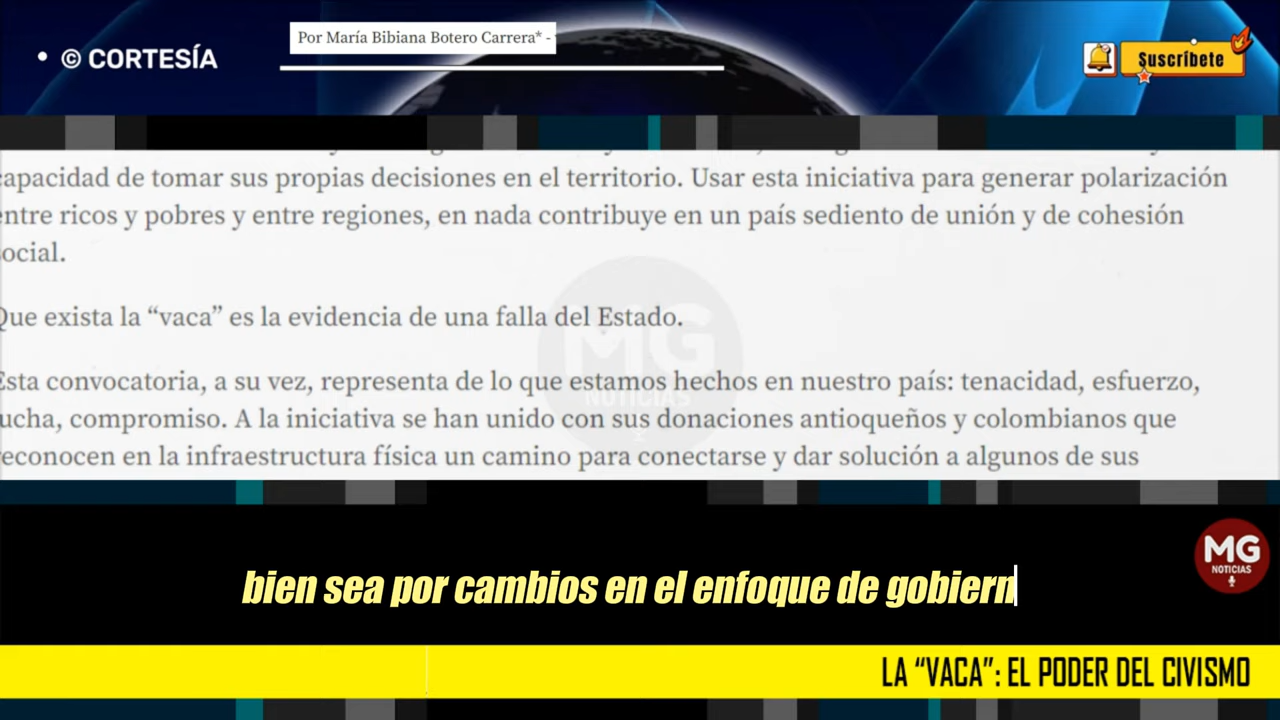 © CORTESÍA
Por María Bibiana Botero Carrera* -
Suscríbete
capacidad de tomar sus propias decisiones en el territorio. Usar esta iniciativa para generar polarización
entre ricos y pobres y entre regiones, en nada contribuye en un país sediento de unión y de cohesión
social.
Que exista la “vaca” es la evidencia de una falla del Estado.
Esta convocatoria, a su vez, representa de lo que estamos hechos en nuestro país: tenacidad, esfuerzo,
lucha, compromiso. A la iniciativa se han unido con sus donaciones antioqueños y colombianos que
reconocen en la infraestructura física un camino para conectarse y dar solución a algunos de sus
MG
NOTICIAS
bien sea por cambios en el enfoque de gobiern
MG
NOTICIAS
LA “VACA”: EL PODER DEL CIVISMO